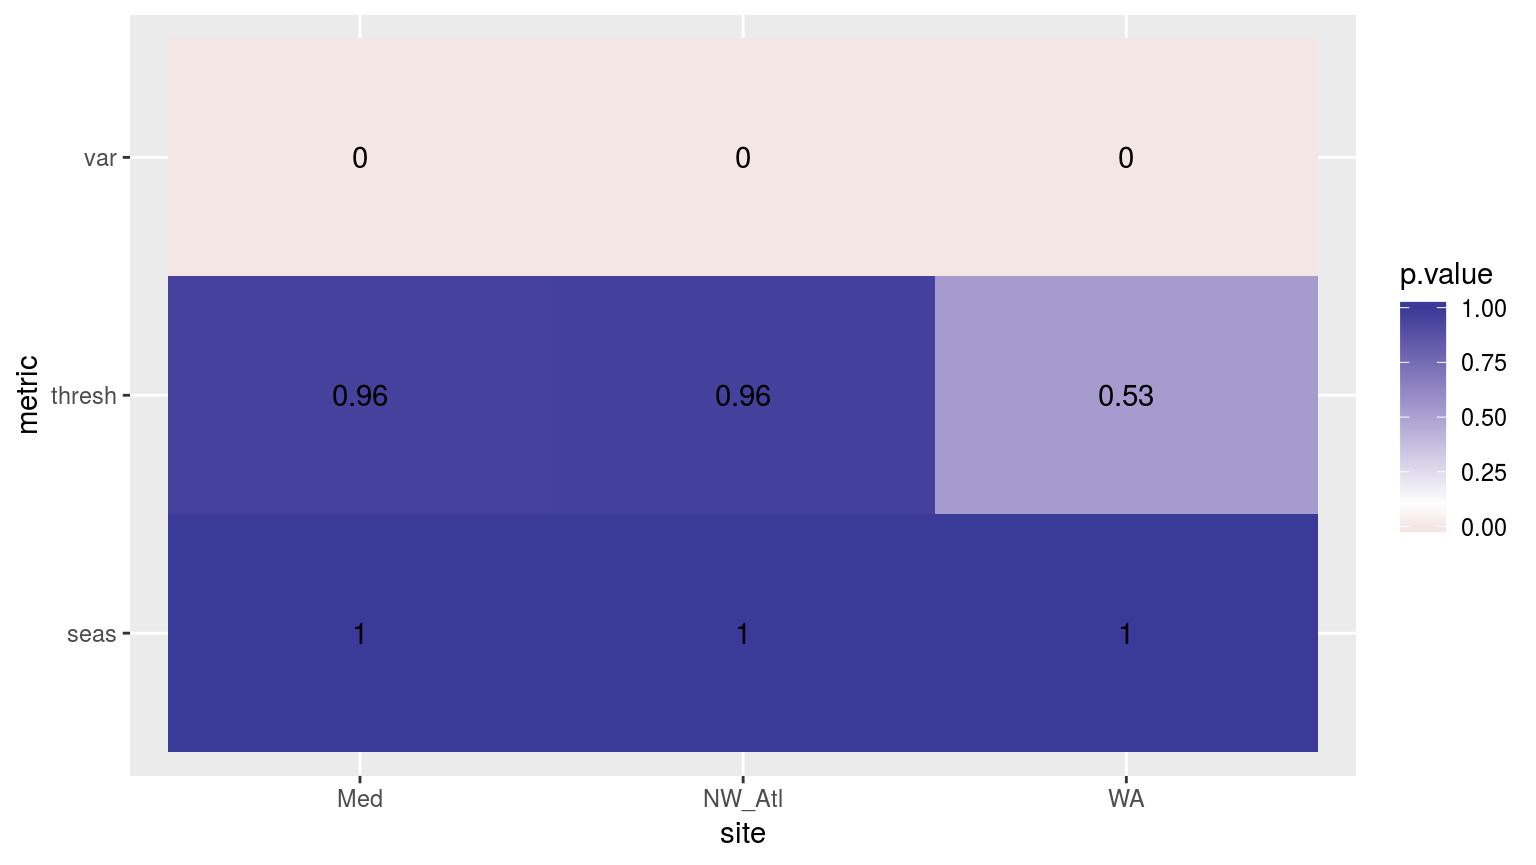 metric
var
0 0 0
thresh
0.96 0.96 0.53
seas
1 1 1
Med NW_Atl WA
site
p.value
1.00
0.75
0.50
0.25
0.00